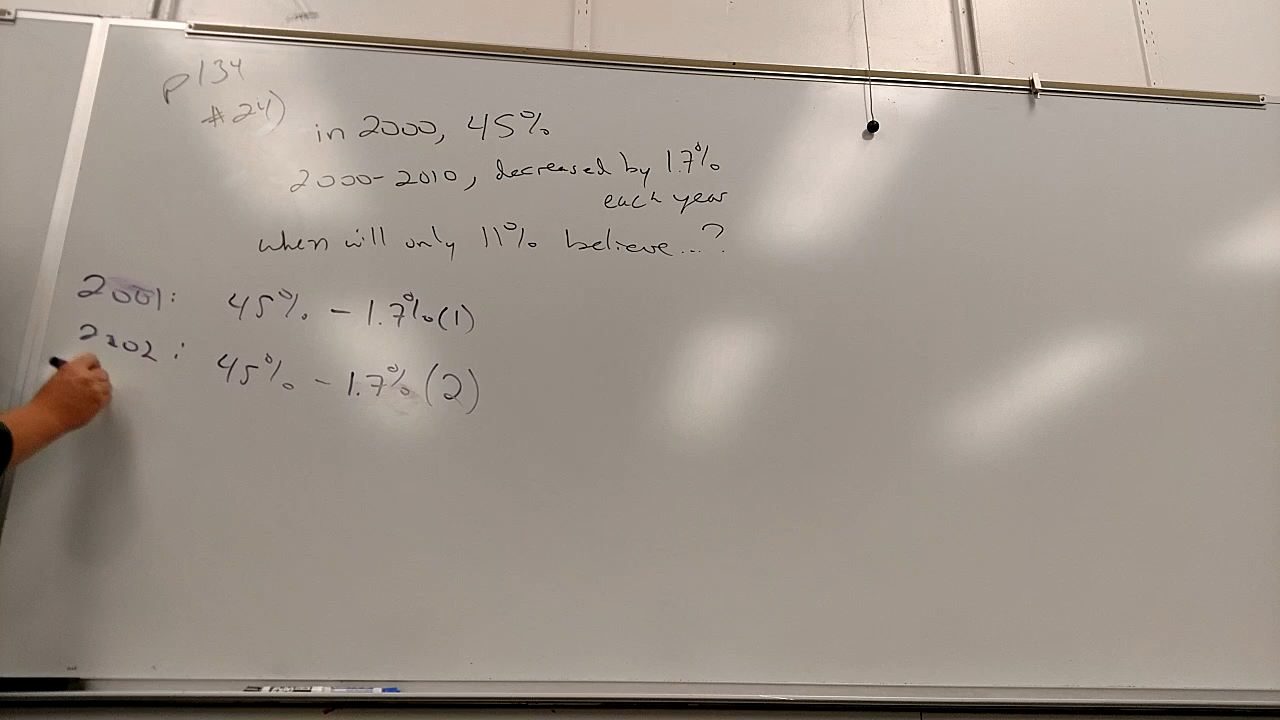 p134
#24)
in 2000, 45%
2000-2010, decreased by 1.7%
each year
when will only 11% believe...?
2001: 45% - 1.7%(1)
2002: 45% - 1.7% (2)